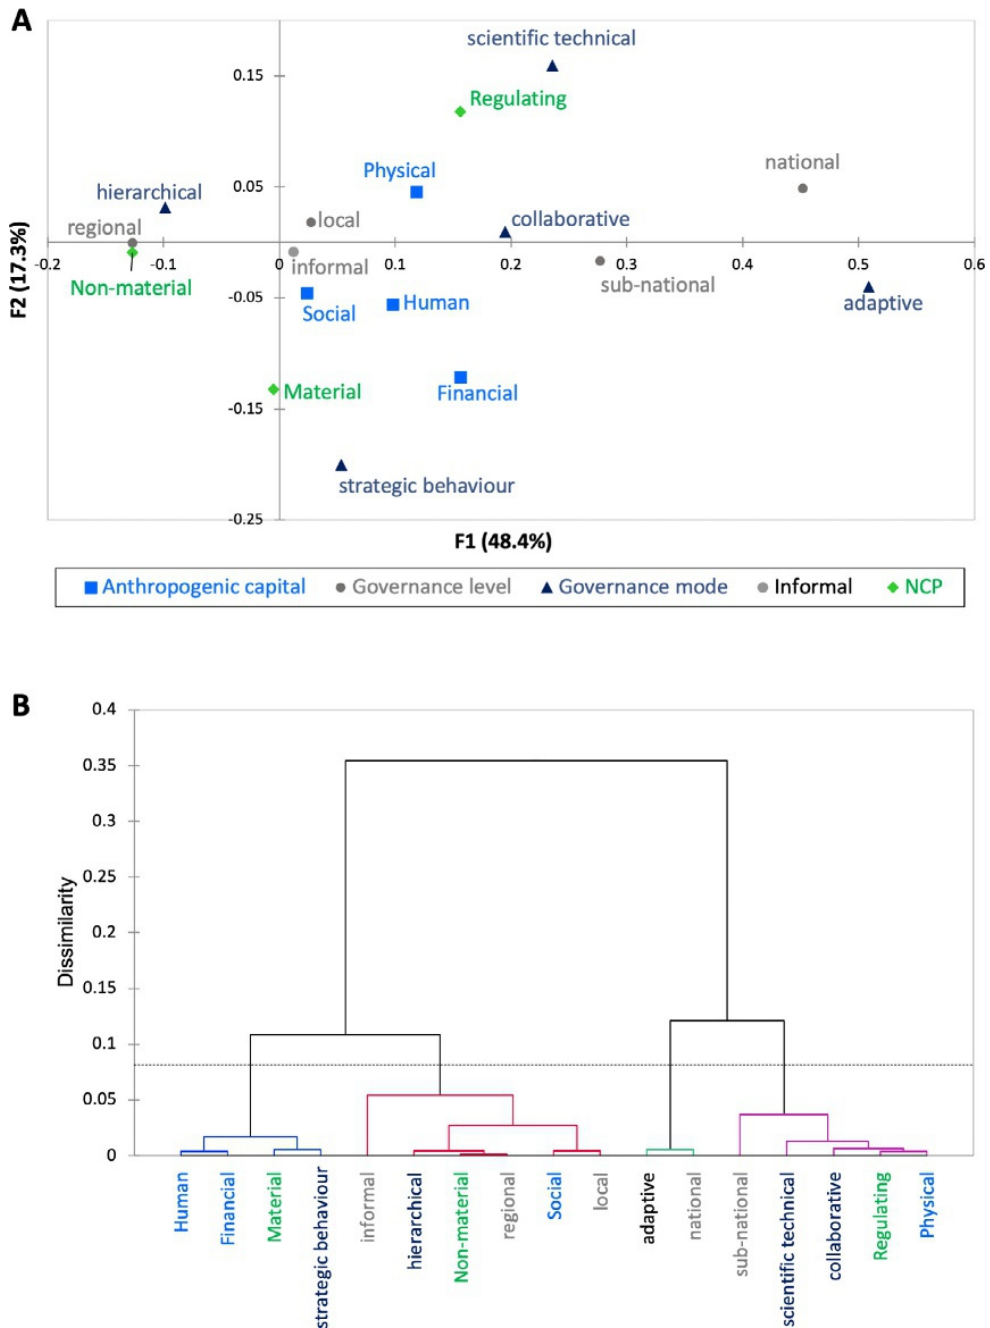 A
scientific technical
0.15
Regulating
national
Physical
0.05
hierarchical
collaborative
local
regional
F2 (17.3%)
-0.2 -0.1 0 0.1 0.2 0.3 0.4 0.5 0.6
informal
sub-national
Non-material
-0.05
Human
adaptive
Social
Material
Financial
-0.15
strategic behaviour
-0.25
F1 (48.4%)
Anthropogenic capital Governance level Governance mode Informal NCP
B
0.4
0.35
0.3
0.25
0.2
0.15
0.1
0.05
0
Dissimilarity
Human
Financial
Material
strategic behaviour
informal
hierarchical
Non-material
regional
Social
local
adaptive
national
sub-national
scientific technical
collaborative
Regulating
Physical